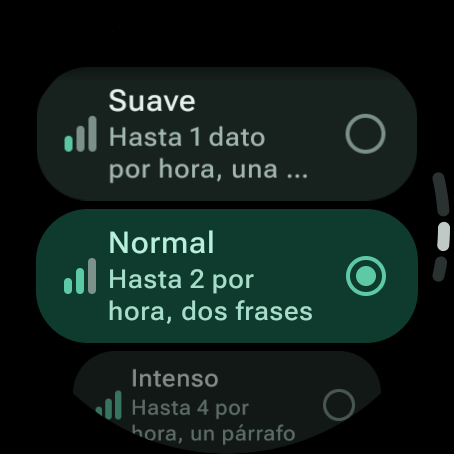 Suave
Hasta 1 dato
por hora, una ...
Normal
Hasta 2 por
hora, dos frases
Intenso
Hasta 4 por
hora, un párrafo